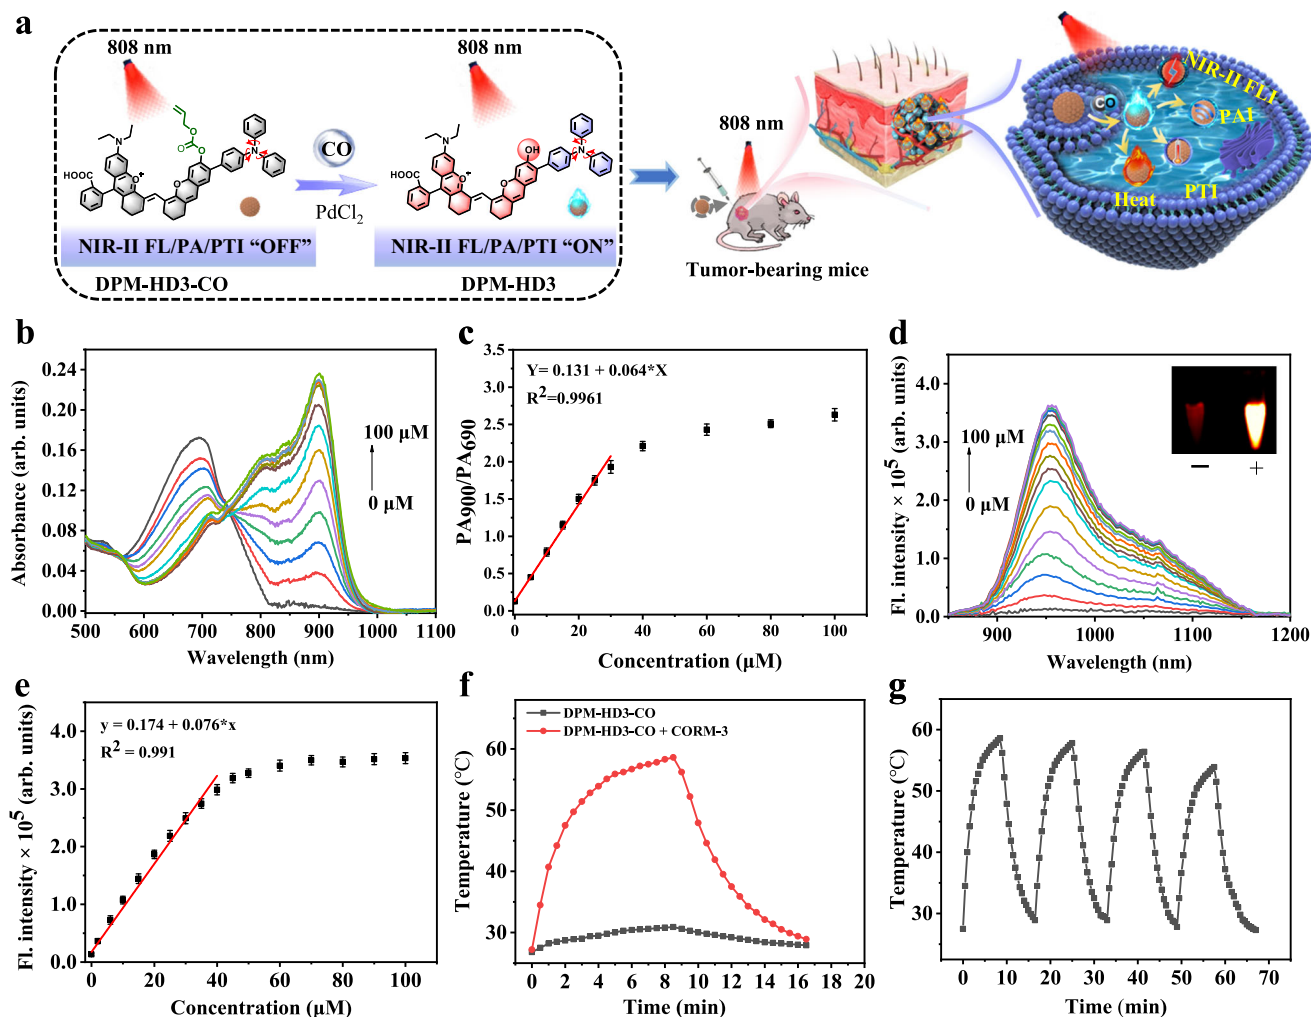 a
808 nm
808 nm
N
O
O
O
O+
O
HOOC
N
CO
PdCl2
N
OH
O+
O
HOOC
N
NIR-II FL/PA/PTI “OFF”
NIR-II FL/PA/PTI “ON”
DPM-HD3-CO
DPM-HD3
808 nm
Tumor-bearing mice
CO
NIR-II FLI
PAI
PTI
Heat
b
Absorbance (arb. units)
0.24
0.20
0.16
0.12
0.08
0.04
0.00
100 μM
0 μM
500 600 700 800 900 1000 1100
Wavelength (nm)
c
PA900/PA690
3.5
3.0
2.5
2.0
1.5
1.0
0.5
0.0
Y= 0.131 + 0.064*X
R2=0.9961
0 20 40 60 80 100
Concentration (μM)
d
Fl. intensity × 105 (arb. units)
4.0
3.0
2.0
1.0
0.0
100 μM
0 μM
− +
900 1000 1100 1200
Wavelength (nm)
e
Fl. intensity × 105 (arb. units)
4.0
3.0
2.0
1.0
0.0
y = 0.174 + 0.076*x
R2 = 0.991
0 20 40 60 80 100
Concentration (μM)
f
Temperature (°C)
60
50
40
30
DPM-HD3-CO
DPM-HD3-CO + CORM-3
0 2 4 6 8 10 12 14 16 18 20
Time (min)
g
Temperature (°C)
60
50
40
30
0 10 20 30 40 50 60 70
Time (min)